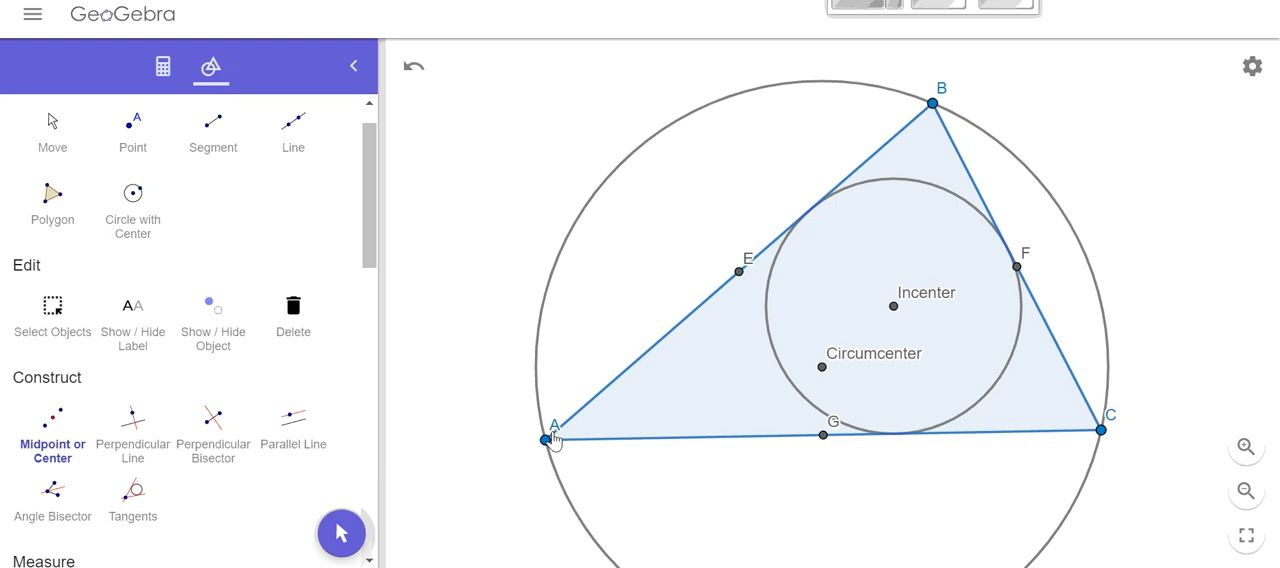 GeoGebra
A
Move
Point
Segment
Line
Polygon
Circle with
Center
Edit
AA
Select Objects
Show / Hide
Label
Show / Hide
Object
Delete
Construct
Midpoint or
Center
Perpendicular
Line
Perpendicular
Bisector
Parallel Line
Angle Bisector
Tangents
Measure
B
E
F
Incenter
Circumcenter
G
A
C